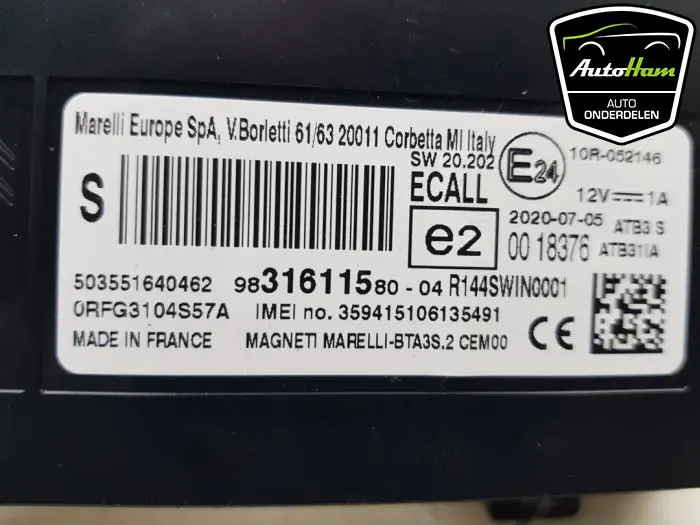 AutoHam
AUTO
ONDERDELEN
Marelli Europe SpA, V.Borletti 61/63 20011 Corbetta MI Italy
SW 20.202
E24
10R-052146
S
ECALL
12V⎓1A
e2
2020-07-05 ATB3 S
00 18376 ATB31IA
503551640462 9831611580-04 R144SWIN0001
0RFG3104S57A IMEI no. 359415106135491
MADE IN FRANCE MAGNETI MARELLI-BTA3S.2 CEM00 CE